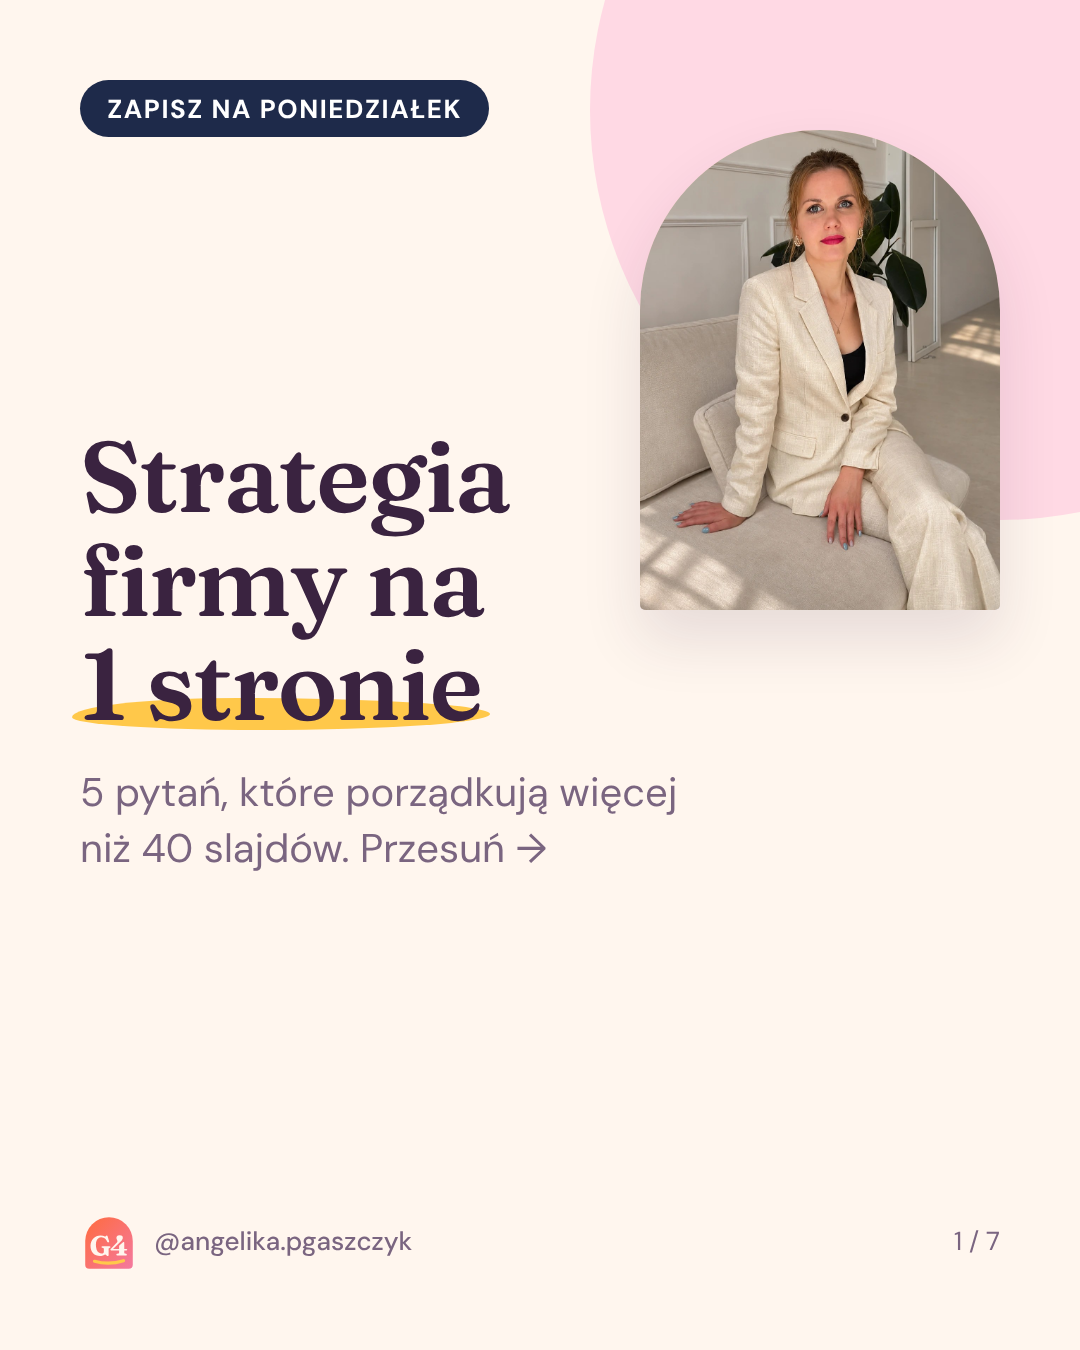 ZAPISZ NA PONIEDZIAŁEK
Strategia
firmy na
1 stronie
5 pytań, które porządkują więcej
niż 40 slajdów. Przesuń →
G4
@angelika.pgaszczyk
1 / 7